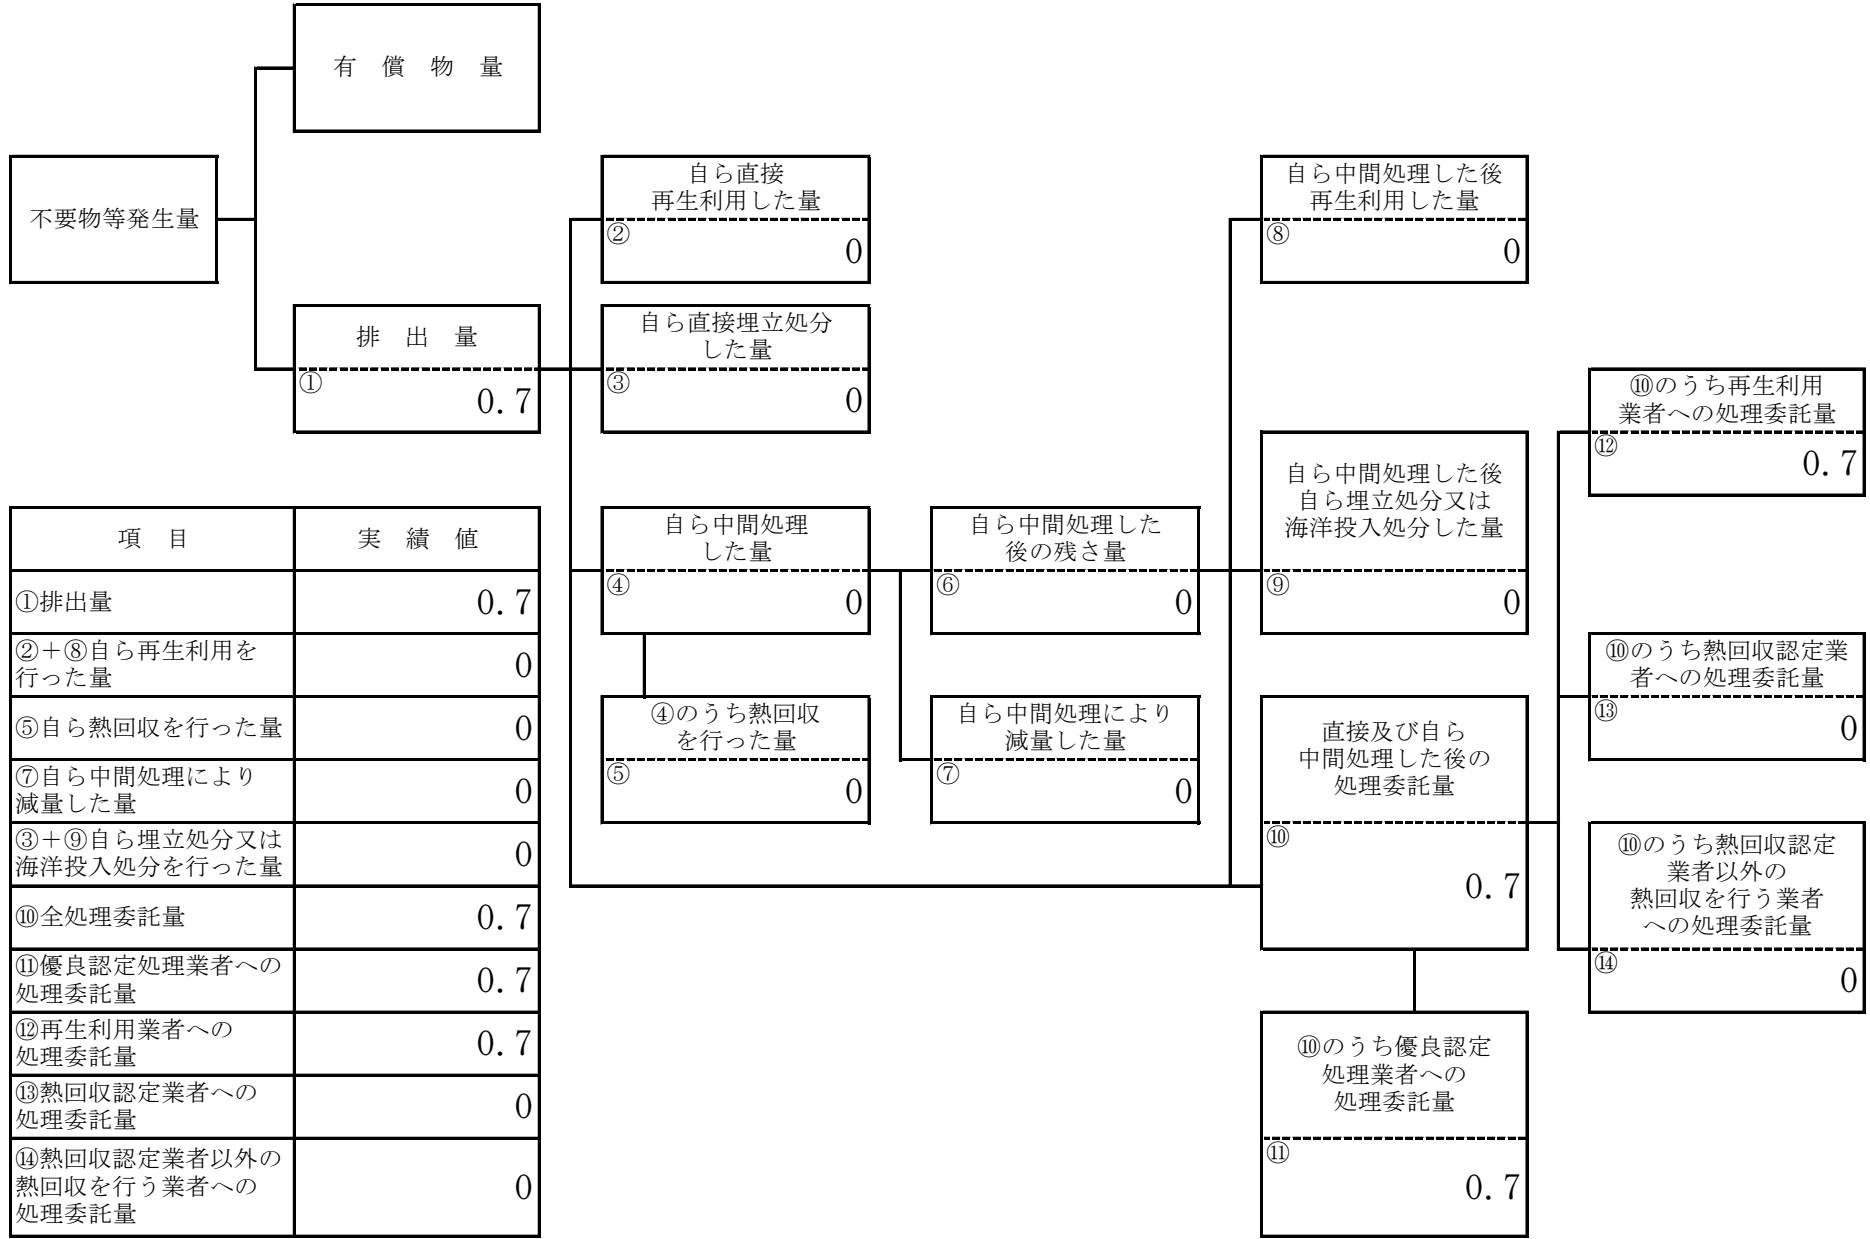 有　償　物　量
不要物等発生量
排　出　量
①
0.7
自ら直接
再生利用した量
②
0
自ら直接埋立処分
した量
③
0
自ら中間処理
した量
④
0
④のうち熱回収
を行った量
⑤
0
自ら中間処理した
後の残さ量
⑥
0
自ら中間処理により
減量した量
⑦
0
自ら中間処理した後
再生利用した量
⑧
0
自ら中間処理した後
自ら埋立処分又は
海洋投入処分した量
⑨
0
直接及び自ら
中間処理した後の
処理委託量
⑩
0.7
⑩のうち優良認定
処理業者への
処理委託量
⑪
0.7
⑩のうち再生利用
業者への処理委託量
⑫
0.7
⑩のうち熱回収認定業
者への処理委託量
⑬
0
⑩のうち熱回収認定
業者以外の
熱回収を行う業者
への処理委託量
⑭
0
項　目　実　績　値
①排出量　0.7
②＋⑧自ら再生利用を
行った量　0
⑤自ら熱回収を行った量　0
⑦自ら中間処理により
減量した量　0
③＋⑨自ら埋立処分又は
海洋投入処分を行った量　0
⑩全処理委託量　0.7
⑪優良認定処理業者への
処理委託量　0.7
⑫再生利用業者への
処理委託量　0.7
⑬熱回収認定業者への
処理委託量　0
⑭熱回収認定業者以外の
熱回収を行う業者への
処理委託量　0